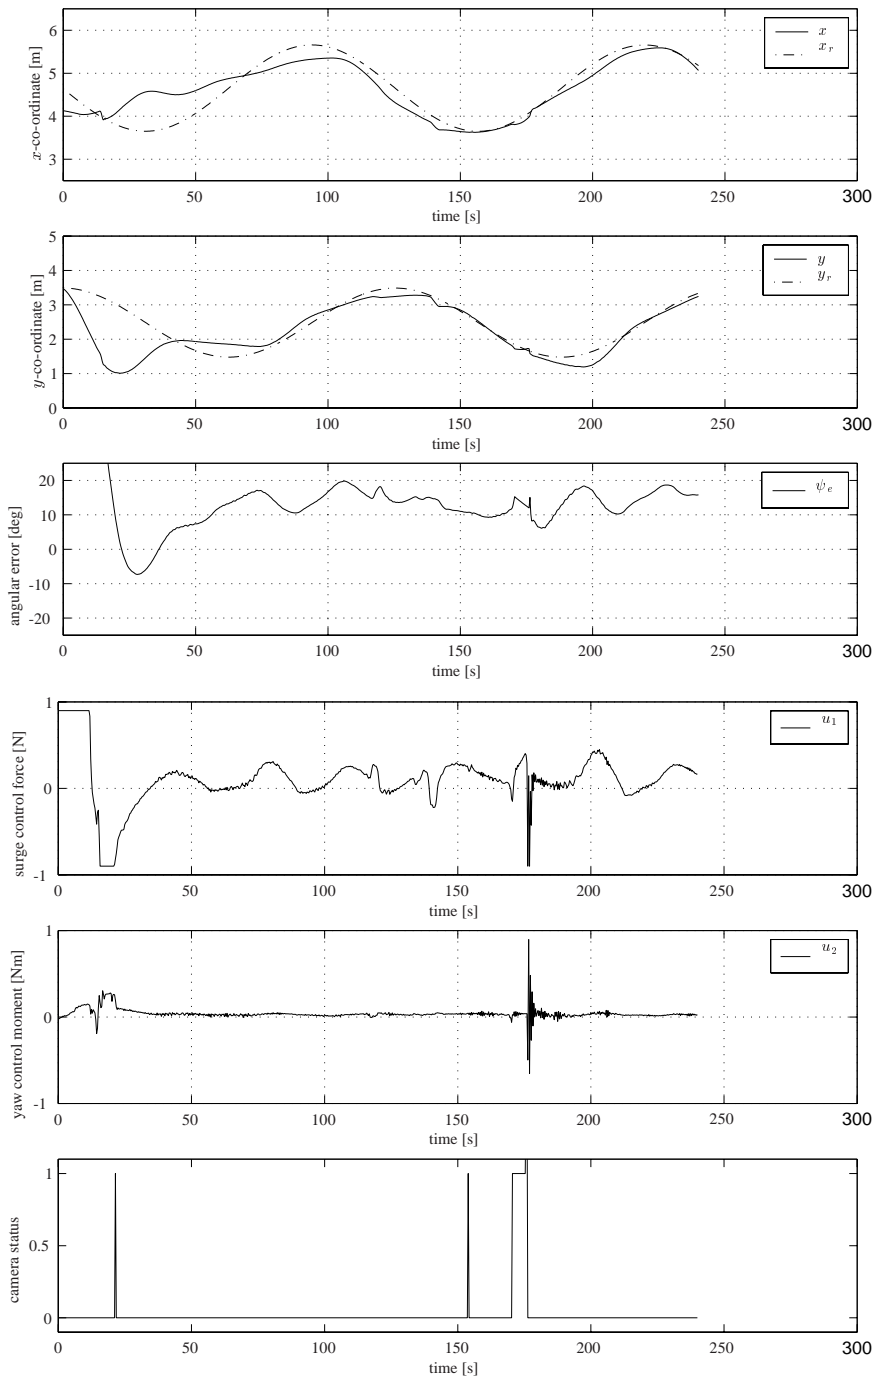 6
5
4
3
x-co-ordinate [m]
x
x_r
0 50 100 150 200 250 300
time [s]
5
4
3
2
1
0
y-co-ordinate [m]
y
y_r
0 50 100 150 200 250 300
time [s]
20
10
0
-10
-20
angular error [deg]
ψ_e
0 50 100 150 200 250 300
time [s]
1
0
-1
surge control force [N]
u_1
0 50 100 150 200 250 300
time [s]
1
0
-1
yaw control moment [Nm]
u_2
0 50 100 150 200 250 300
time [s]
1
0.5
0
camera status
0 50 100 150 200 250 300
time [s]